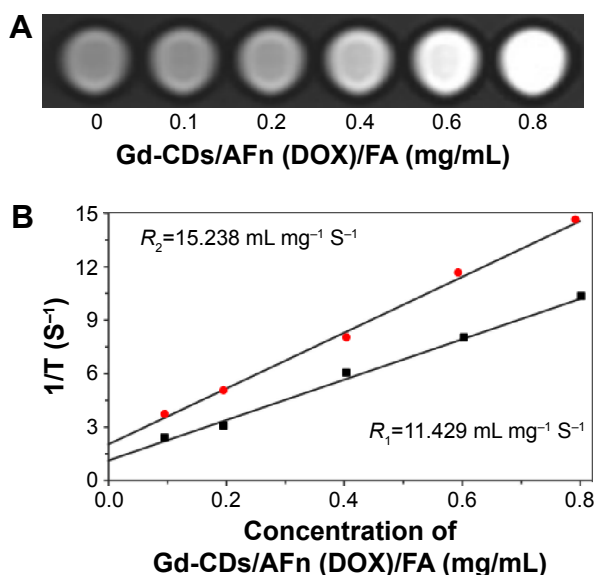 A
0 0.1 0.2 0.4 0.6 0.8
Gd-CDs/AFn (DOX)/FA (mg/mL)
B
R₂=15.238 mL mg⁻¹ S⁻¹
R₁=11.429 mL mg⁻¹ S⁻¹
1/T (S⁻¹)
15
12
9
6
3
0
0.0 0.2 0.4 0.6 0.8
Concentration of
Gd-CDs/AFn (DOX)/FA (mg/mL)